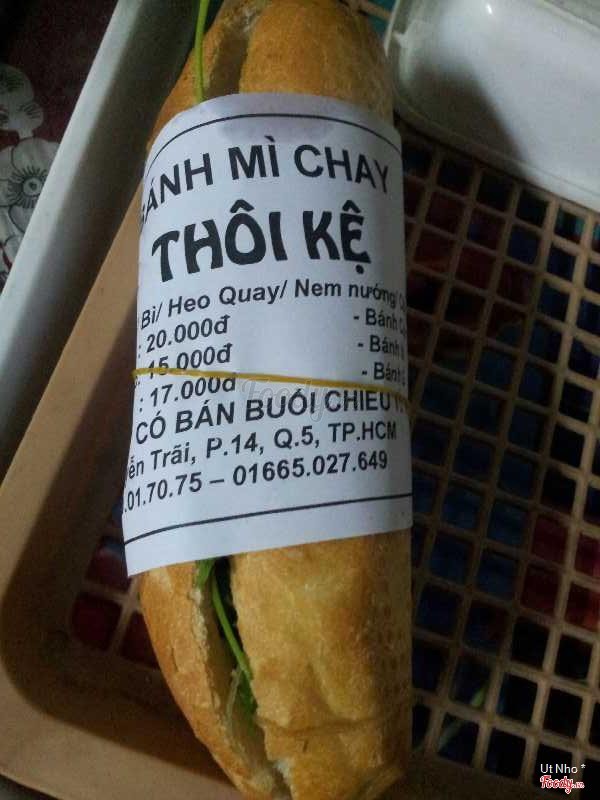 BÁNH MÌ CHAY
THÔI KỆ
Bì/ Heo Quay/ Nem nướng/
: 20.000đ - Bánh
: 15.000đ - Bánh
: 17.000đ - Bánh
CÓ BÁN BUỔI CHIỀU
Trãi, P.14, Q.5, TP.HCM
.01.70.75 – 01665.027.649
Foody
Ut Nho *
Foody.vn